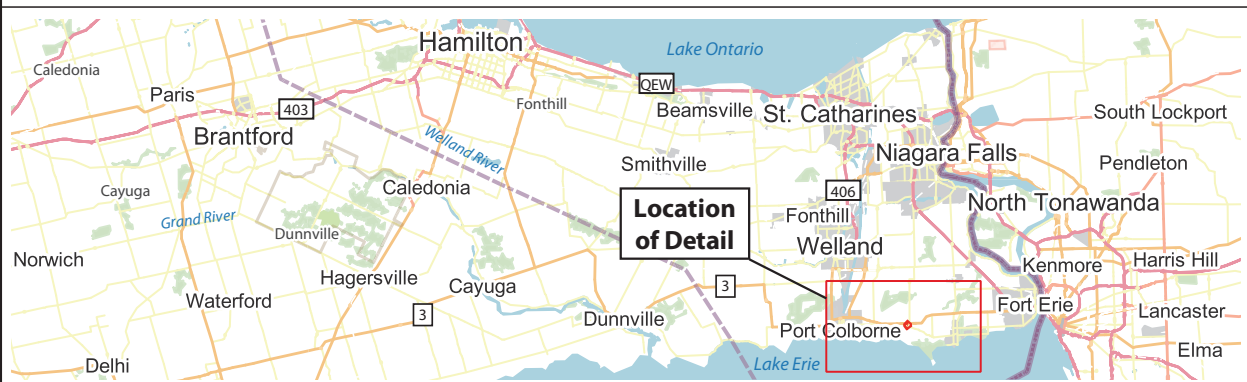 Hamilton
Lake Ontario
Caledonia
QEW
Paris
403
Fonthill
Beamsville
St. Catharines
South Lockport
Brantford
Welland River
Niagara Falls
Smithville
Pendleton
Cayuga
Caledonia
406
Grand River
Location
of Detail
Fonthill
North Tonawanda
Dunnville
Welland
Norwich
Kenmore
Harris Hill
Hagersville
Cayuga
3
Waterford
Fort Erie
3
Dunnville
Port Colborne
Lancaster
Elma
Delhi
Lake Erie